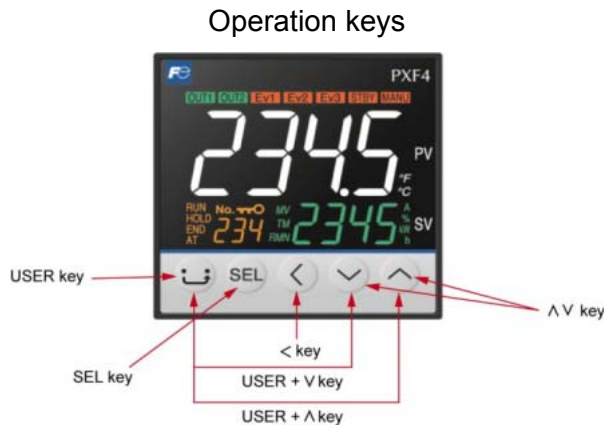 Operation keys
Fe PXF4
OUT1 OUT2 Ev1 Ev2 Ev3 STBY MANU
234.5 PV
°F
°C
RUN No. MV A
HOLD 234 TM 2345 % SV
END RMN kW
AT h
USER key
SEL
∧∨ key
< key
SEL key
USER + ∨ key
USER + ∧ key